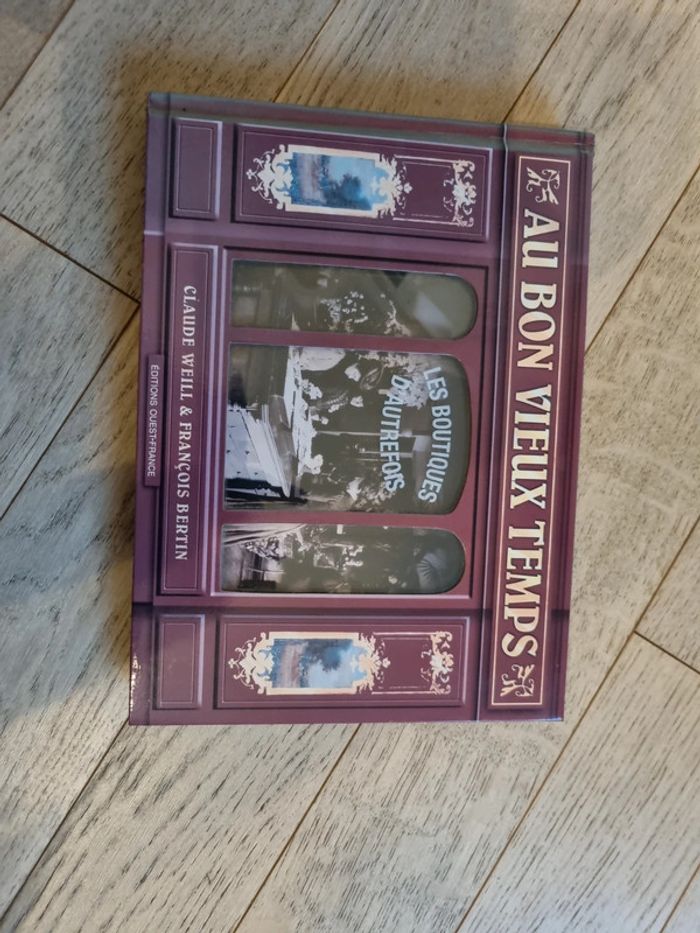 AU BON VIEUX TEMPS
LES BOUTIQUES
D'AUTREFOIS
CLAUDE WEILL & FRANÇOIS BERTIN
ÉDITIONS OUEST-FRANCE